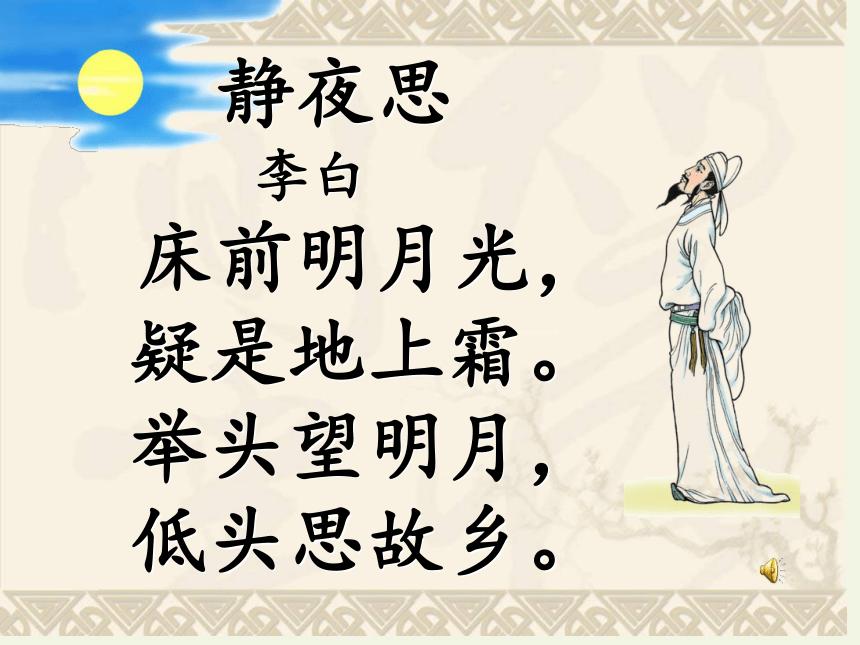 静夜思
李白
床前明月光，
疑是地上霜。
举头望明月，
低头思故乡。